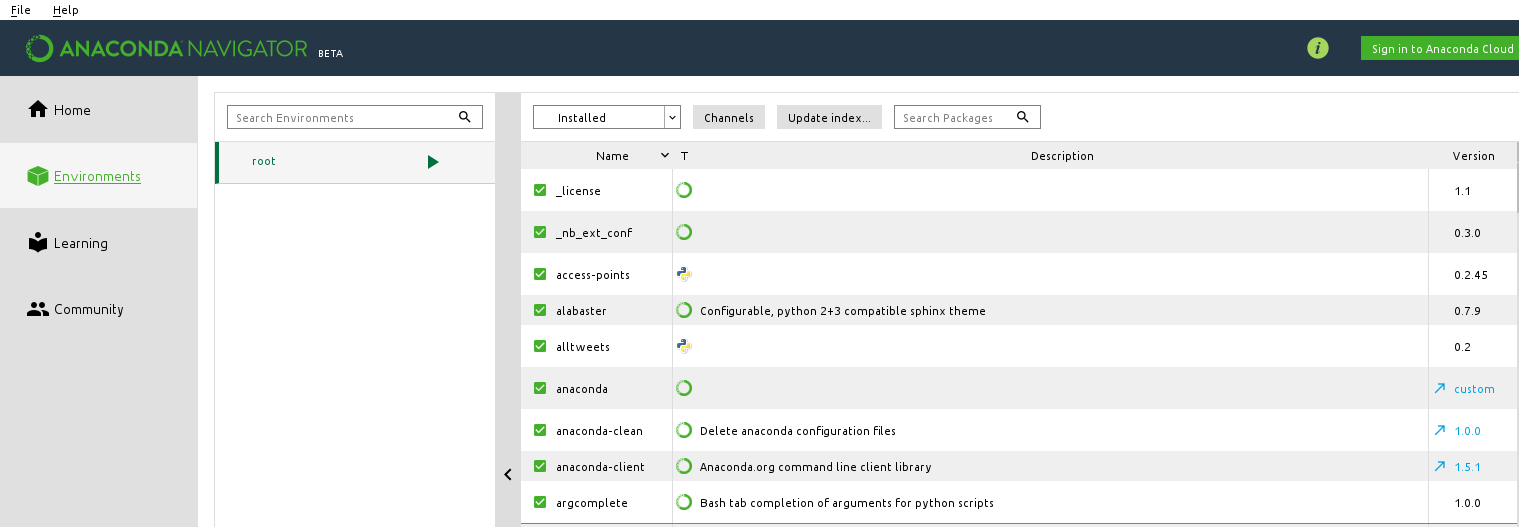 File Help
ANACONDA NAVIGATOR BETA
i
Sign in to Anaconda Cloud
Home
Environments
Learning
Community
Search Environments
root
Installed Channels Update index... Search Packages
Name T Description Version
_license 1.1
_nb_ext_conf 0.3.0
access-points 0.2.45
alabaster Configurable, python 2+3 compatible sphinx theme 0.7.9
alltweets 0.2
anaconda custom
anaconda-clean Delete anaconda configuration files 1.0.0
anaconda-client Anaconda.org command line client library 1.5.1
argcomplete Bash tab completion of arguments for python scripts 1.0.0